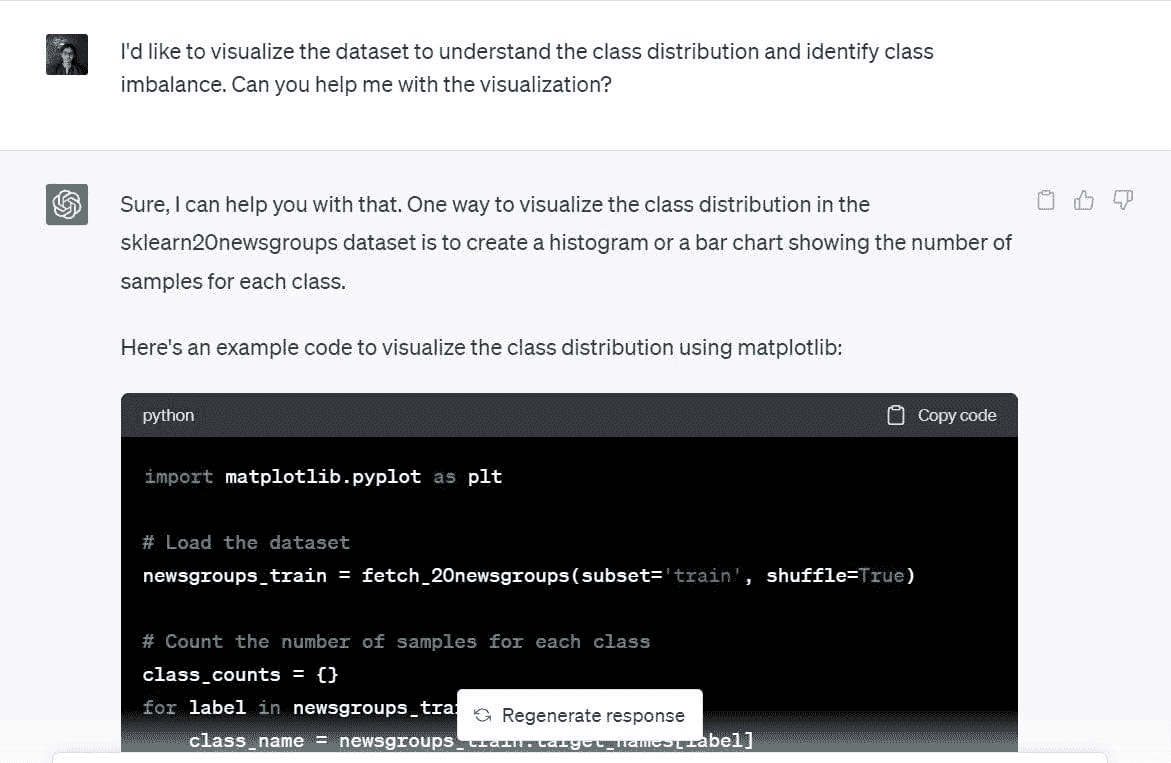 I'd like to visualize the dataset to understand the class distribution and identify class
imbalance. Can you help me with the visualization?
Sure, I can help you with that. One way to visualize the class distribution in the
sklearn20newsgroups dataset is to create a histogram or a bar chart showing the number of
samples for each class.
Here's an example code to visualize the class distribution using matplotlib:
python Copy code
import matplotlib.pyplot as plt
# Load the dataset
newsgroups_train = fetch_20newsgroups(subset='train', shuffle=True)
# Count the number of samples for each class
class_counts = {}
for label in newsgroups_trai
Regenerate response
class_name = newsgroups_train.target_names[label]